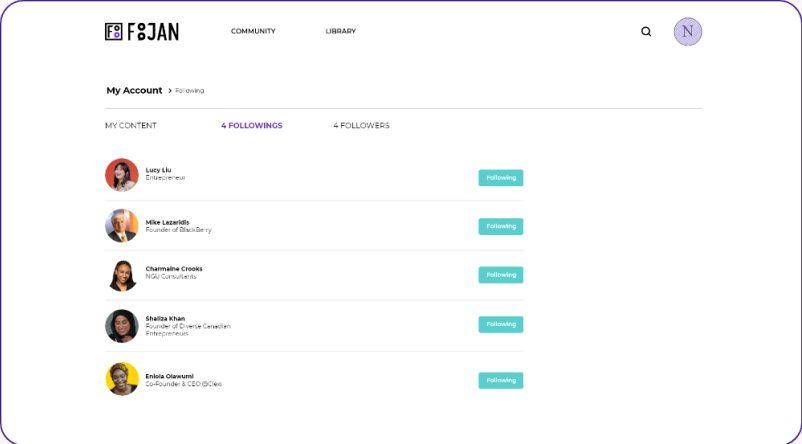 FOJAN
COMMUNITY
LIBRARY
N
My Account > Following
MY CONTENT
4 FOLLOWINGS
4 FOLLOWERS
Lucy Liu
Entrepreneur
Following
Mike Lazaridis
Founder of BlackBerry
Following
Charmaine Crooks
NGU Consultants
Following
Shaliza Khan
Founder of Diverse Canadian
Entrepreneurs
Following
Eniola Olawumi
Co-Founder & CEO @
Following